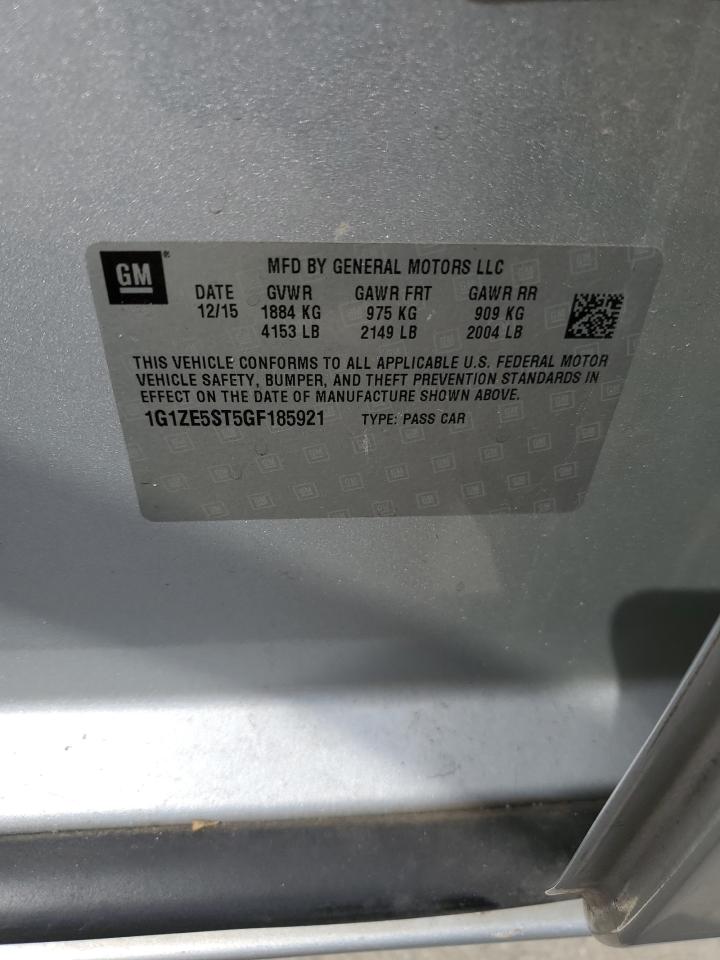 GM®
MFD BY GENERAL MOTORS LLC
DATE GVWR GAWR FRT GAWR RR
12/15 1884 KG 975 KG 909 KG
4153 LB 2149 LB 2004 LB
THIS VEHICLE CONFORMS TO ALL APPLICABLE U.S. FEDERAL MOTOR
VEHICLE SAFETY, BUMPER, AND THEFT PREVENTION STANDARDS IN
EFFECT ON THE DATE OF MANUFACTURE SHOWN ABOVE.
1G1ZE5ST5GF185921 TYPE: PASS CAR